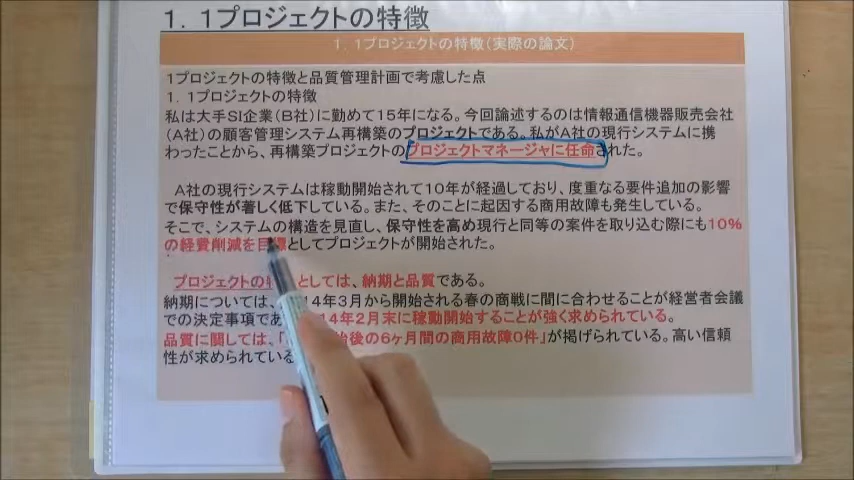 1．1プロジェクトの特徴
1．1プロジェクトの特徴(実際の論文)
1プロジェクトの特徴と品質管理計画で考慮した点
1．1プロジェクトの特徴
私は大手SI企業(B社)に勤めて15年になる。今回論述するのは情報通信機器販売会社
(A社)の顧客管理システム再構築のプロジェクトである。私がA社の現行システムに携
わったことから、再構築プロジェクトのプロジェクトマネージャに任命された。
A社の現行システムは稼動開始されて10年が経過しており、度重なる要件追加の影響
で保守性が著しく低下している。また、そのことに起因する商用故障も発生している。
そこで、システムの構造を見直し、保守性を高め現行と同等の案件を取り込む際にも10%
の経費削減を目標としてプロジェクトが開始された。
プロジェクトの特 としては、納期と品質である。
納期については、 14年3月から開始される春の商戦に間に合わせることが経営者会議
での決定事項であ 14年2月末に稼動開始することが強く求められている。
品質に関しては、「 始後の6ヶ月間の商用故障0件」が掲げられている。高い信頼
性が求められている